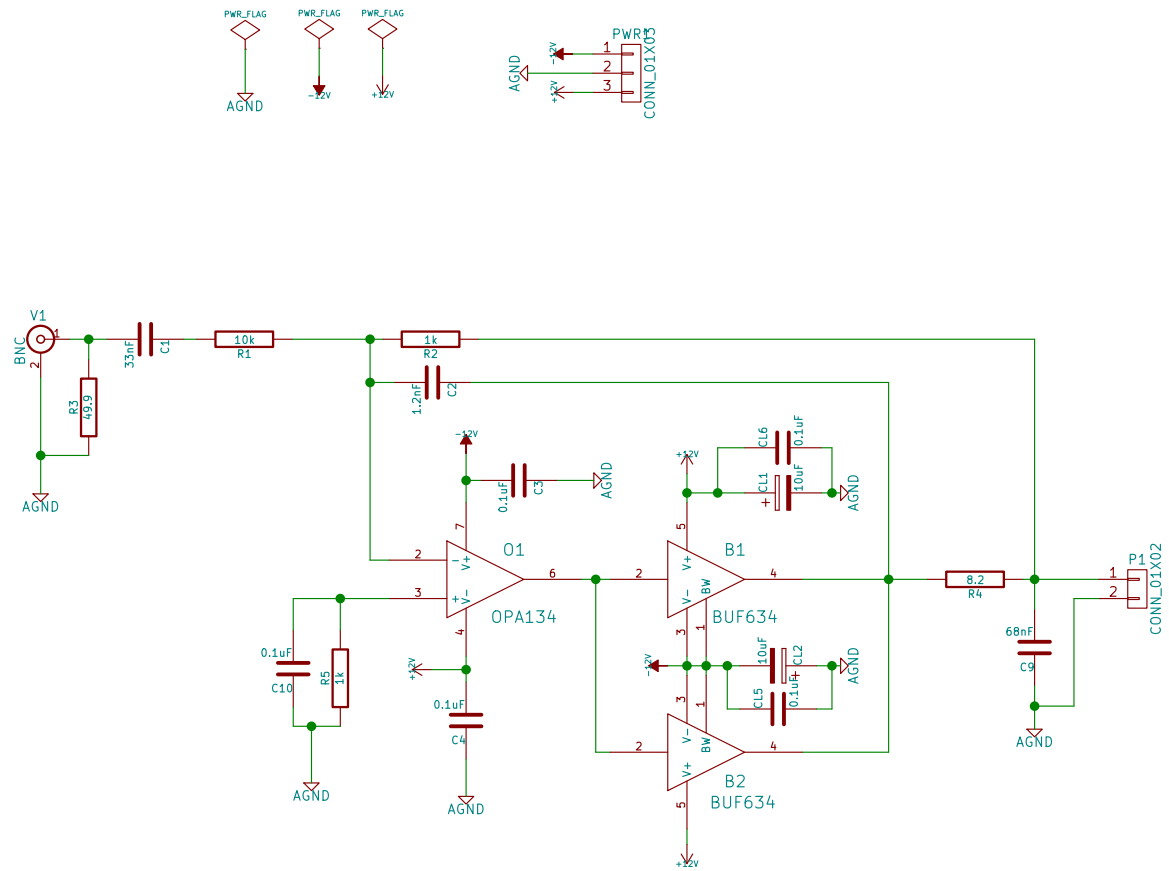 PWR_FLAG
PWR_FLAG
PWR_FLAG
AGND
-12V
+12V
PWR1
-12V
1
AGND
2
+12V
3
CONN_01X03
V1
BNC
1
2
R3
49.9
AGND
33nF
C1
10k
R1
1k
R2
1.2nF
C2
-12V
0.1uF
C3
AGND
7
2
3
- V+
+ V-
O1
6
OPA134
4
+12V
0.1uF
C4
AGND
0.1uF
C10
R5
1k
AGND
+12V
CL6
0.1uF
CL1
+
10uF
AGND
5
2
V+
V-
BW
B1
4
BUF634
3
1
-12V
10uF
CL2
+
AGND
CL5
0.1uF
3
1
2
V-
BW
V+
4
B2
BUF634
5
+12V
8.2
R4
68nF
C9
AGND
P1
1
2
CONN_01X02